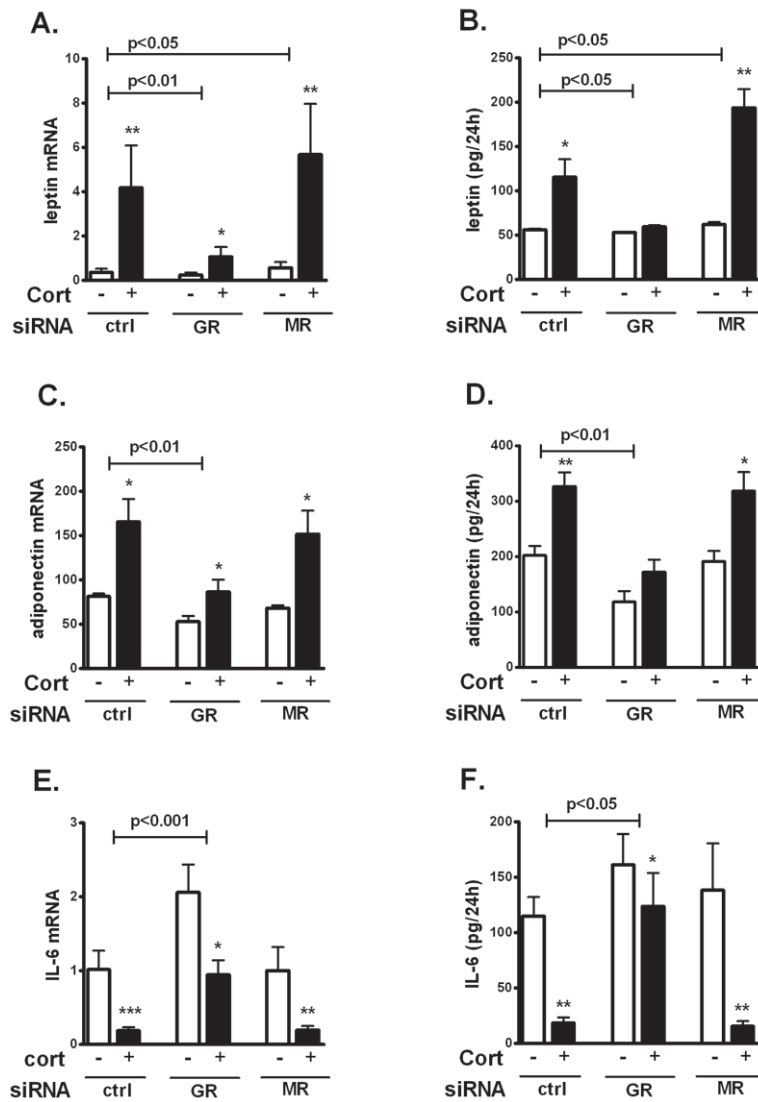 A.
p<0.05
p<0.01
leptin mRNA
10
8
6
4
2
0
**
*
**
Cort - + - + - +
siRNA ctrl GR MR
B.
p<0.05
p<0.05
leptin (pg/24h)
250
200
150
100
50
0
*
**
Cort - + - + - +
siRNA ctrl GR MR
C.
p<0.01
adiponectin mRNA
250
200
150
100
50
0
*
*
*
Cort - + - + - +
siRNA ctrl GR MR
D.
p<0.01
adiponectin (pg/24h)
400
300
200
100
0
**
*
Cort - + - + - +
siRNA ctrl GR MR
E.
p<0.001
IL-6 mRNA
3
2
1
0
***
*
**
cort - + - + - +
siRNA ctrl GR MR
F.
p<0.05
IL-6 (pg/24h)
200
150
100
50
0
**
*
**
Cort - + - + - +
siRNA ctrl GR MR